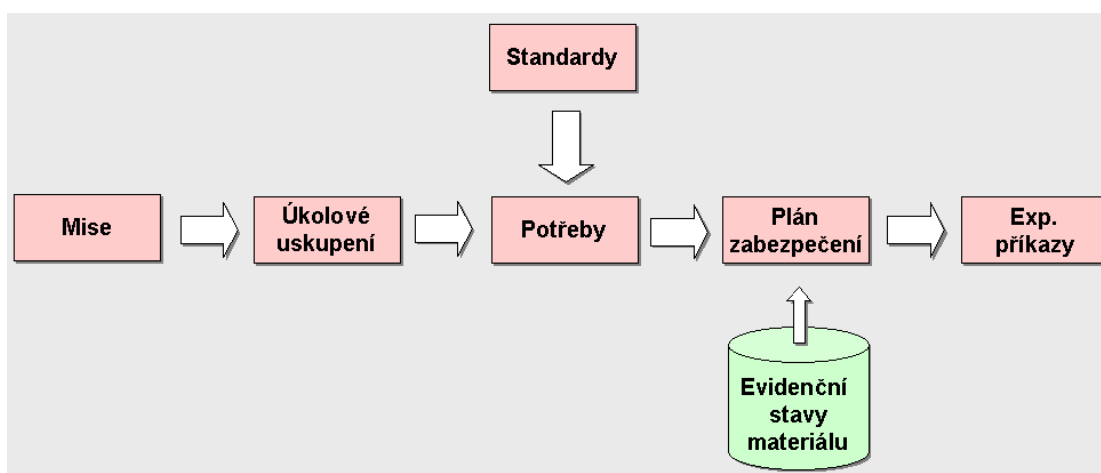 Standardy
Mise
Úkolové
uskupení
Potřeby
Plán
zabezpečení
Exp.
příkazy
Evidenční
stavy
materiálu